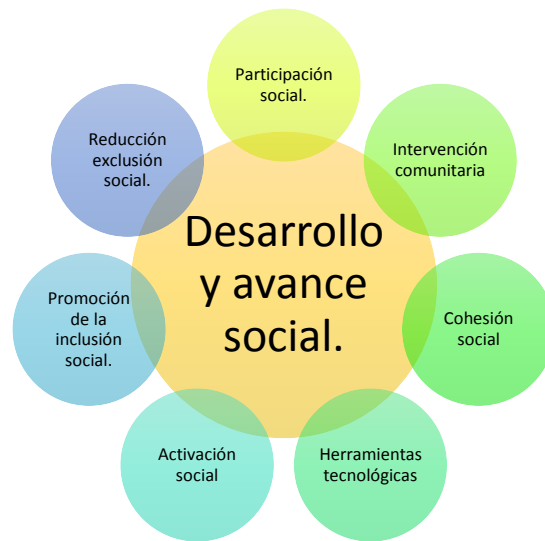 Participación
social.
Intervención
comunitaria
Cohesión
social
Herramientas
tecnológicas
Activación
social
Promoción
de la
inclusión
social.
Reducción
exclusión
social.
Desarrollo
y avance
social.